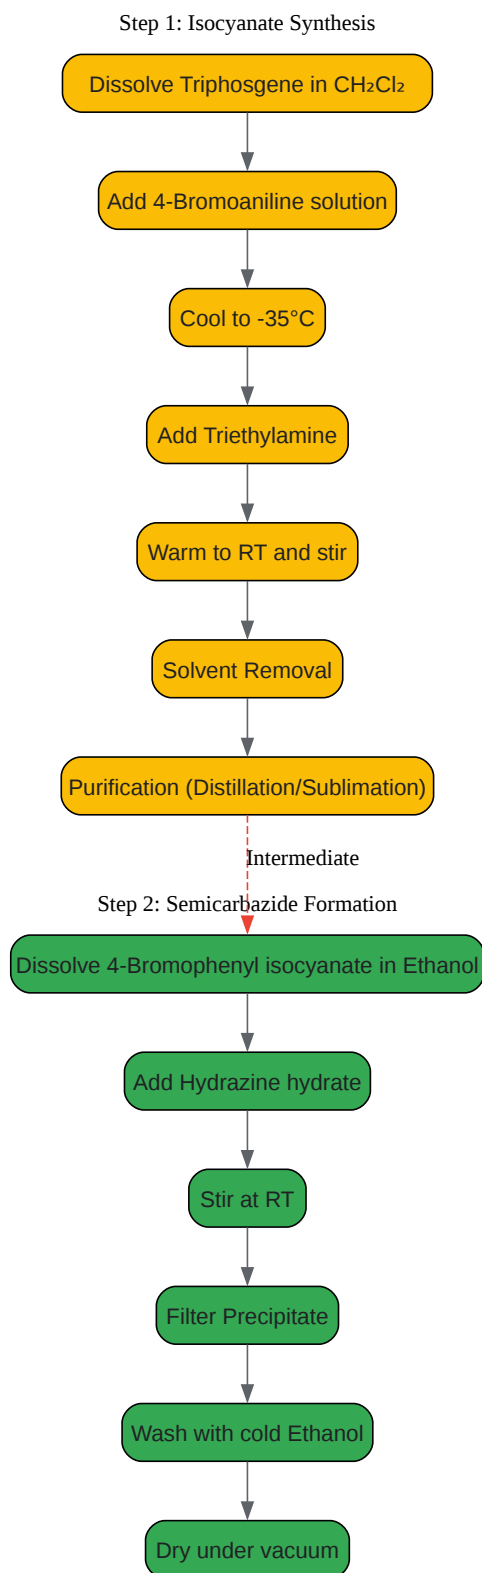 Step 1: Isocyanate Synthesis
Dissolve Triphosgene in CH₂Cl₂
Add 4-Bromoaniline solution
Cool to -35°C
Add Triethylamine
Warm to RT and stir
Solvent Removal
Purification (Distillation/Sublimation)
Intermediate
Step 2: Semicarbazide Formation
Dissolve 4-Bromophenyl isocyanate in Ethanol
Add Hydrazine hydrate
Stir at RT
Filter Precipitate
Wash with cold Ethanol
Dry under vacuum